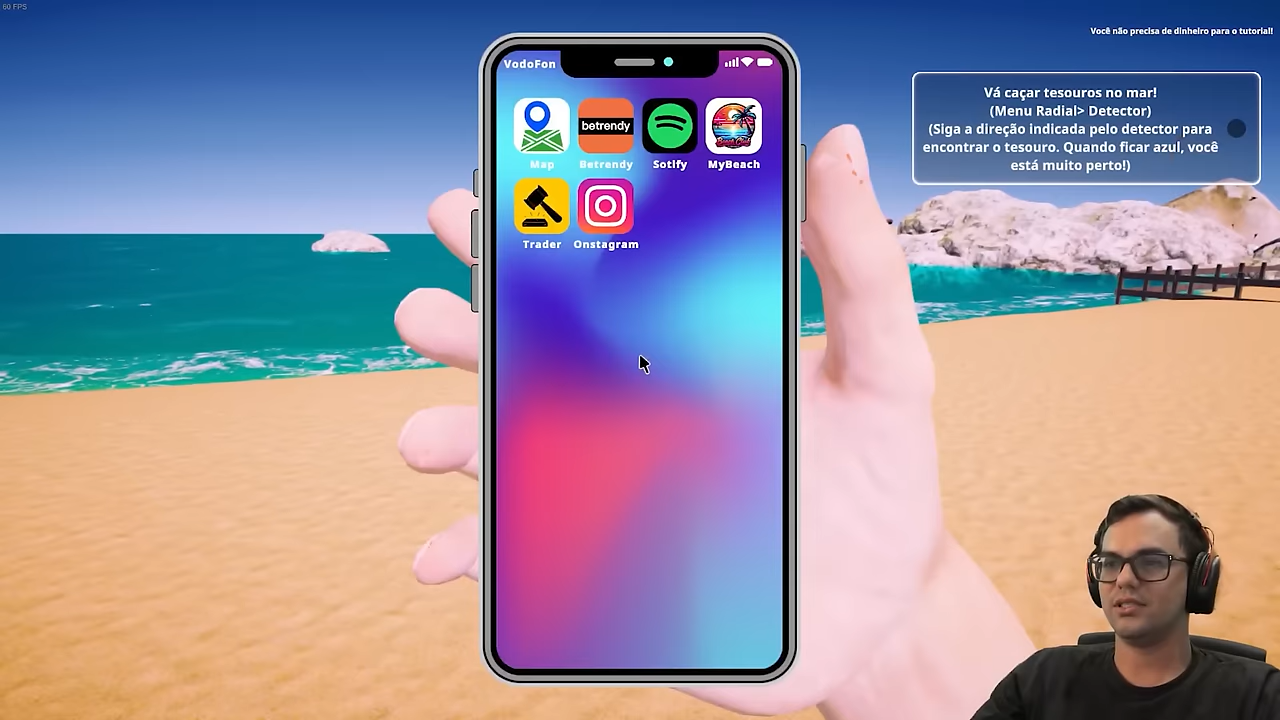 60 FPS
Você não precisa de dinheiro para o tutorial!
VodoFon
Vá caçar tesouros no mar!
(Menu Radial> Detector)
(Siga a direção indicada pelo detector para
encontrar o tesouro. Quando ficar azul, você
está muito perto!)
betrendy
Map
Betrendy
Sotify
MyBeach
Trader
Onstagram